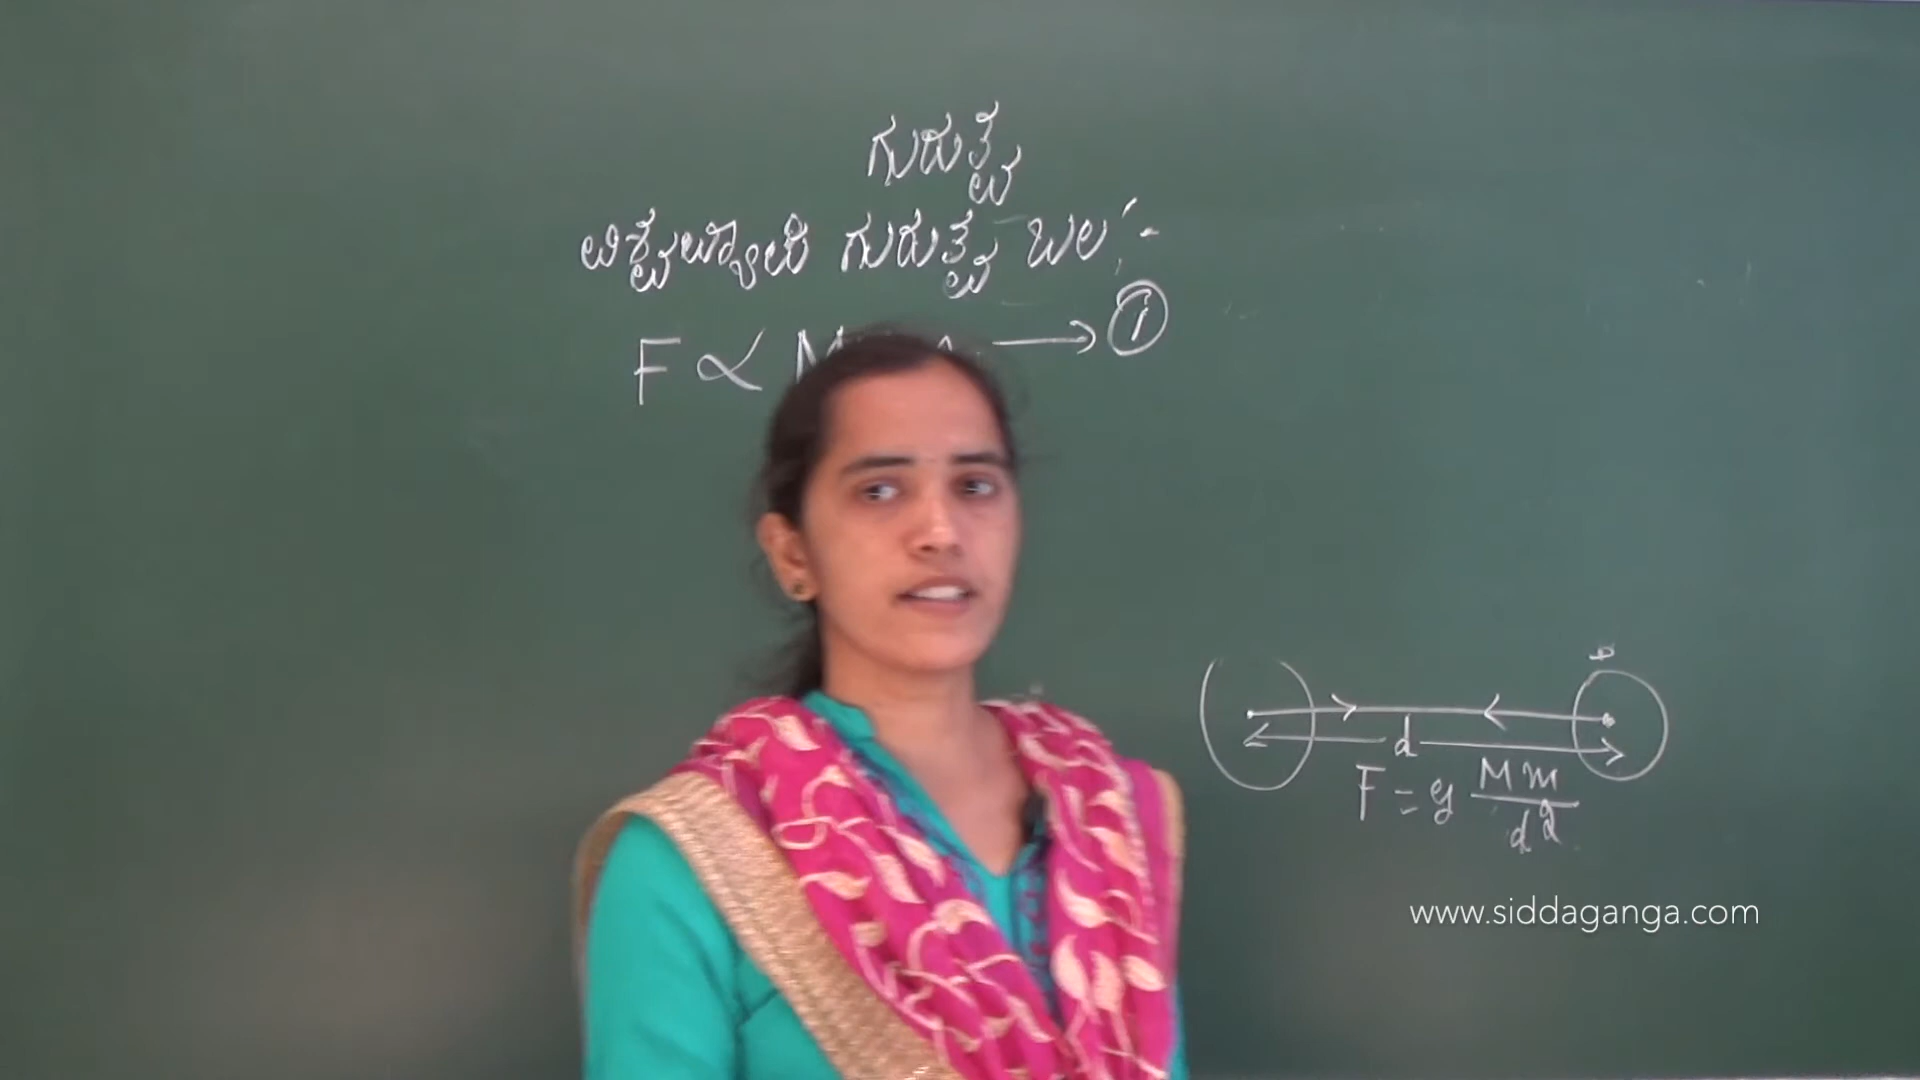 ಗುರುತ್ವ
ವಿಶ್ವವ್ಯಾಪಿ ಗುರುತ್ವ ಬಲ :-
F ∝ M → ①
d
F = g Mm/d²
www.siddaganga.com